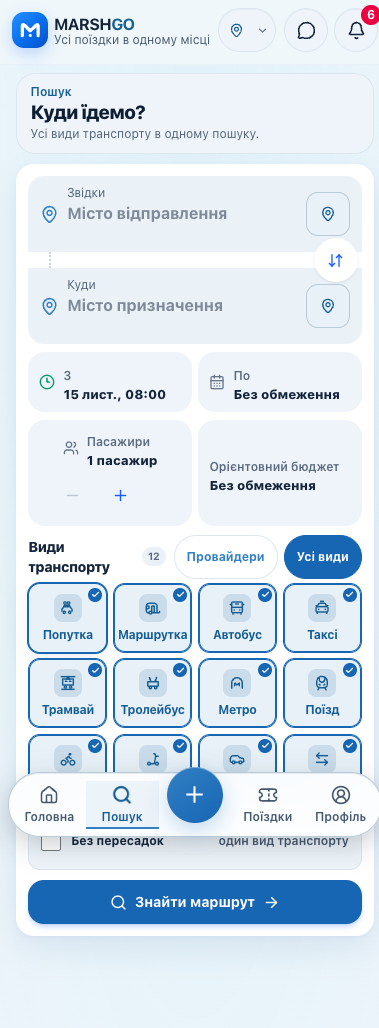 MARSHGO
Усі поїздки в одному місці
6
Пошук
Куди їдемо?
Усі види транспорту в одному пошуку.
Звідки
Місто відправлення
Куди
Місто призначення
З
15 лист., 08:00
По
Без обмеження
Пасажири
1 пасажир
Орієнтовний бюджет
Без обмеження
Види транспорту
12
Провайдери
Усі види
Попутка
Маршрутка
Автобус
Таксі
Трамвай
Тролейбус
Метро
Поїзд
Головна
Пошук
Поїздки
Профіль
Без пересадок
один вид транспорту
Знайти маршрут